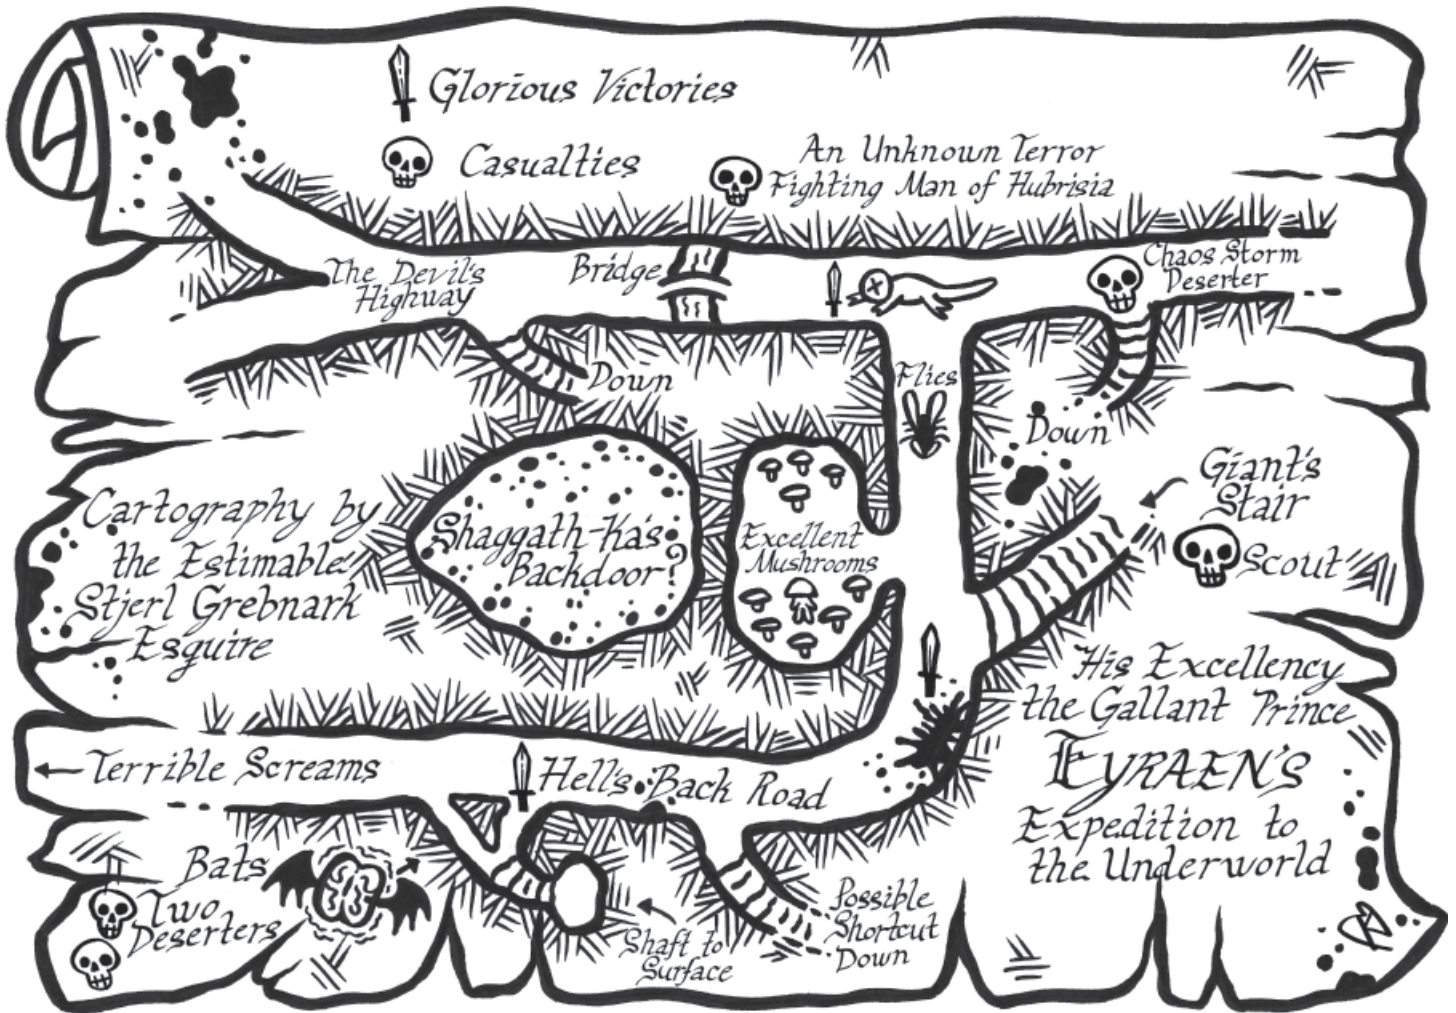 Glorious Victories
Casualties
An Unknown Terror
Fighting Man of Hubrisia
The Devil's
Highway
Bridge
Chaos Storm
Deserter
Down
Flies
Down
Giant's
Stair
Scout
Cartography by
the Estimable
Stjerl Grebnark
Esquire
Shaggath-Ka's
Backdoor?
Excellent
Mushrooms
His Excellency
the Gallant Prince
EYRAEN'S
Expedition to
the Underworld
Terrible Screams
Hell's Back Road
Bats
Two
Deserters
Shaft to
Surface
Possible
Shortcut
Down